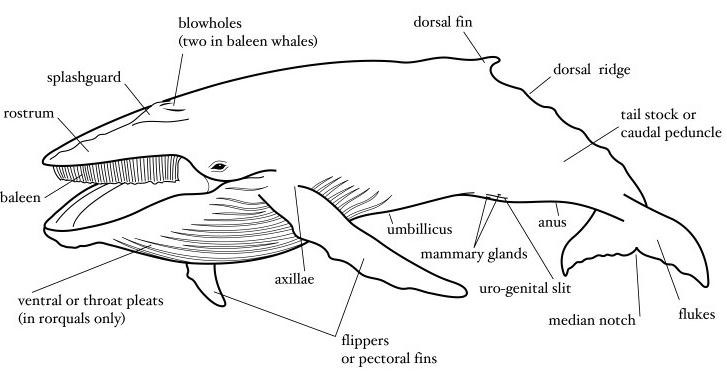 blowholes
(two in baleen whales)
dorsal fin
splashguard
dorsal ridge
rostrum
tail stock or
caudal peduncle
baleen
umbillicus
anus
mammary glands
axillae
uro-genital slit
ventral or throat pleats
(in rorquals only)
median notch
flukes
flippers
or pectoral fins